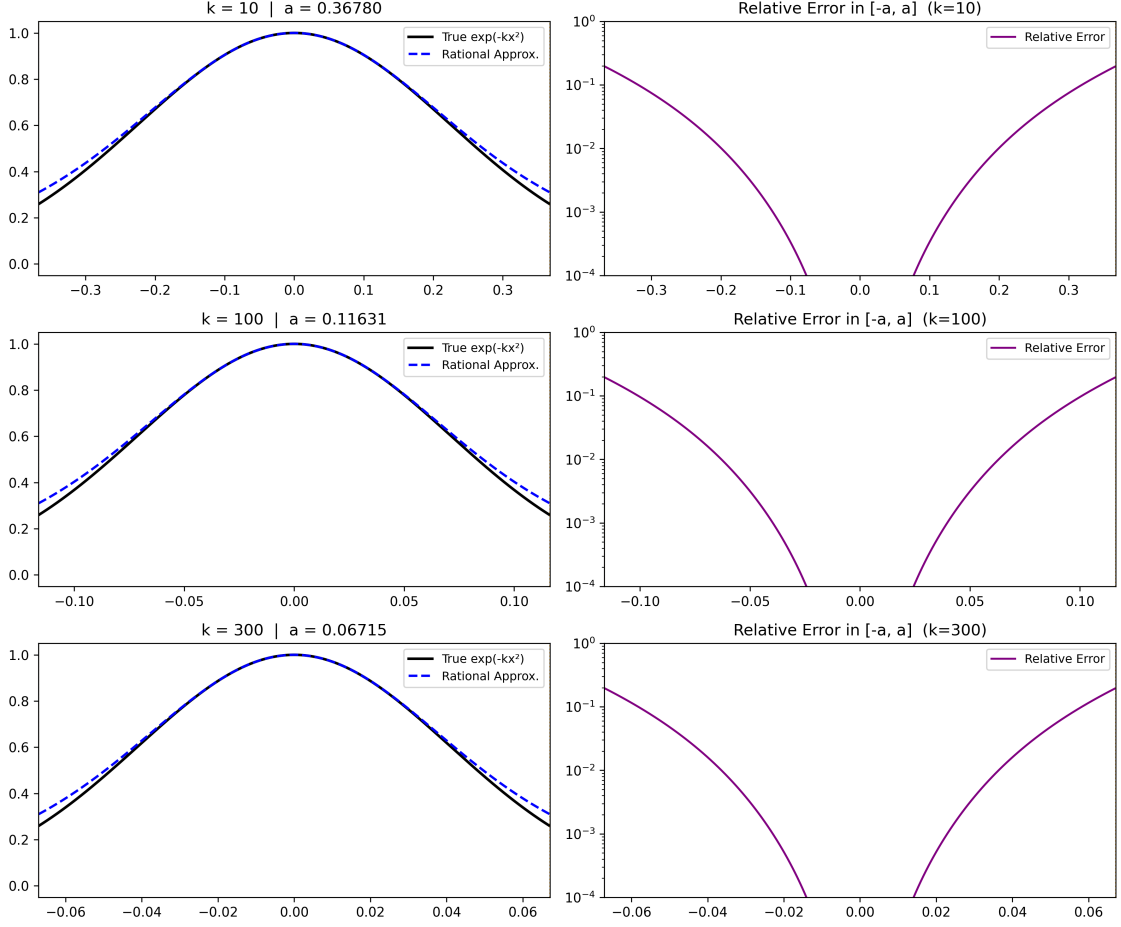 k = 10 | a = 0.36780
1.0
0.8
0.6
0.4
0.2
0.0
True exp(-kx²)
Rational Approx.
−0.3 −0.2 −0.1 0.0 0.1 0.2 0.3
Relative Error in [-a, a] (k=10)
10⁰
10⁻¹
10⁻²
10⁻³
10⁻⁴
Relative Error
−0.3 −0.2 −0.1 0.0 0.1 0.2 0.3
k = 100 | a = 0.11631
1.0
0.8
0.6
0.4
0.2
0.0
True exp(-kx²)
Rational Approx.
−0.10 −0.05 0.00 0.05 0.10
Relative Error in [-a, a] (k=100)
10⁰
10⁻¹
10⁻²
10⁻³
10⁻⁴
Relative Error
−0.10 −0.05 0.00 0.05 0.10
k = 300 | a = 0.06715
1.0
0.8
0.6
0.4
0.2
0.0
True exp(-kx²)
Rational Approx.
−0.06 −0.04 −0.02 0.00 0.02 0.04 0.06
Relative Error in [-a, a] (k=300)
10⁰
10⁻¹
10⁻²
10⁻³
10⁻⁴
Relative Error
−0.06 −0.04 −0.02 0.00 0.02 0.04 0.06